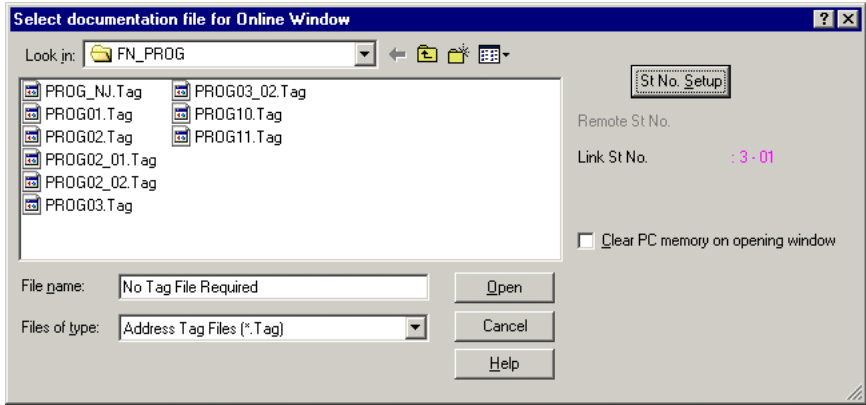 Select documentation file for Online Window
Look in: FN_PROG
St No. Setup
PROG_NJ.Tag PROG03_02.Tag
PROG01.Tag PROG10.Tag
PROG02.Tag PROG11.Tag
PROG02_01.Tag
PROG02_02.Tag
PROG03.Tag
Remote St No.
Link St No. : 3 - 01
Clear PC memory on opening window
File name: No Tag File Required Open
Files of type: Address Tag Files (*.Tag) Cancel
Help